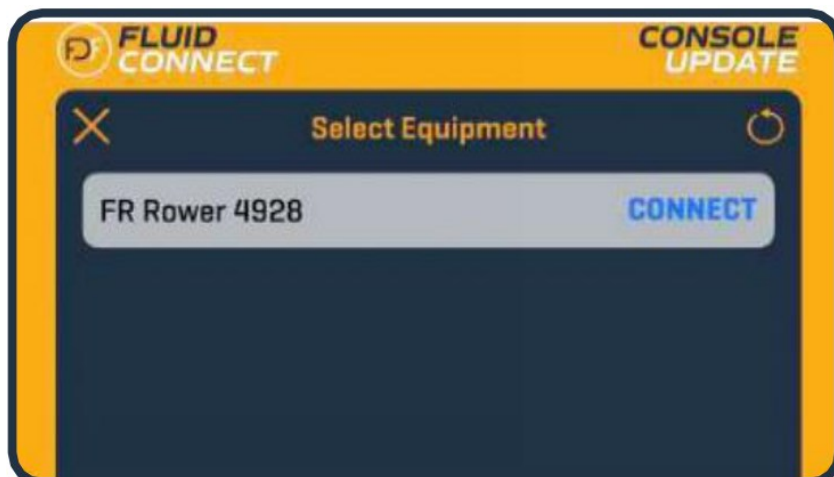 FLUID
CONNECT
CONSOLE
UPDATE
Select Equipment
FR Rower 4928
CONNECT